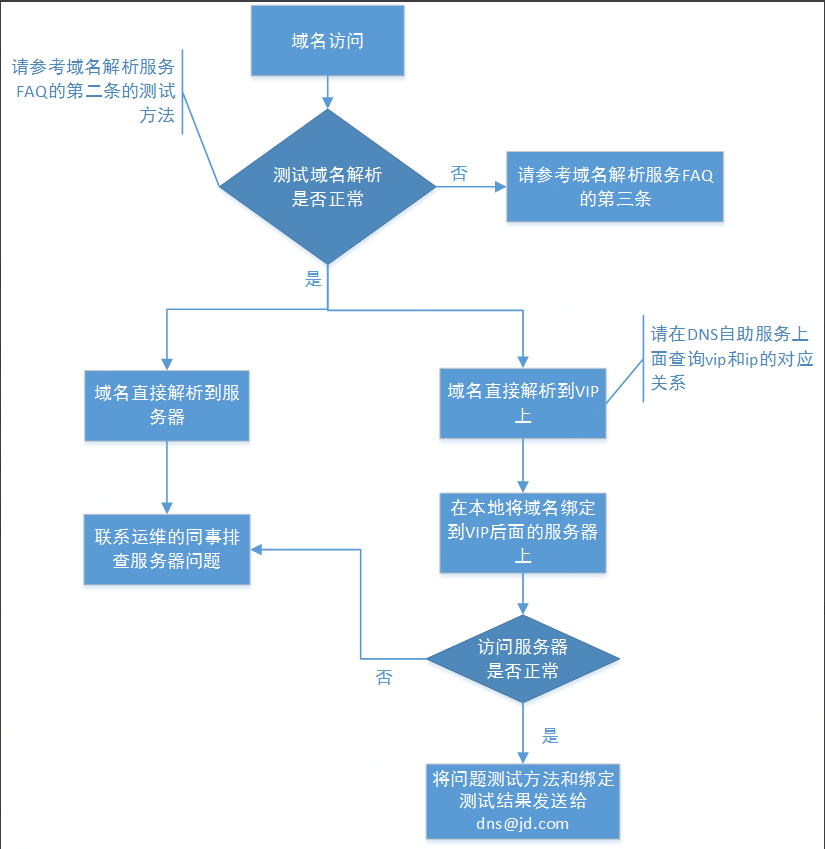 域名访问
请参考域名解析服务
FAQ的第二条的测试
方法
测试域名解析
是否正常
否
请参考域名解析服务FAQ
的第三条
是
请在DNS自助服务上
面查询vip和ip的对应
关系
域名直接解析到服
务器
域名直接解析到VIP
上
联系运维的同事排
查服务器问题
在本地将域名绑定
到VIP后面的服务器
上
访问服务器
是否正常
否
是
将问题测试方法和绑定
测试结果发送给
dns@jd.com